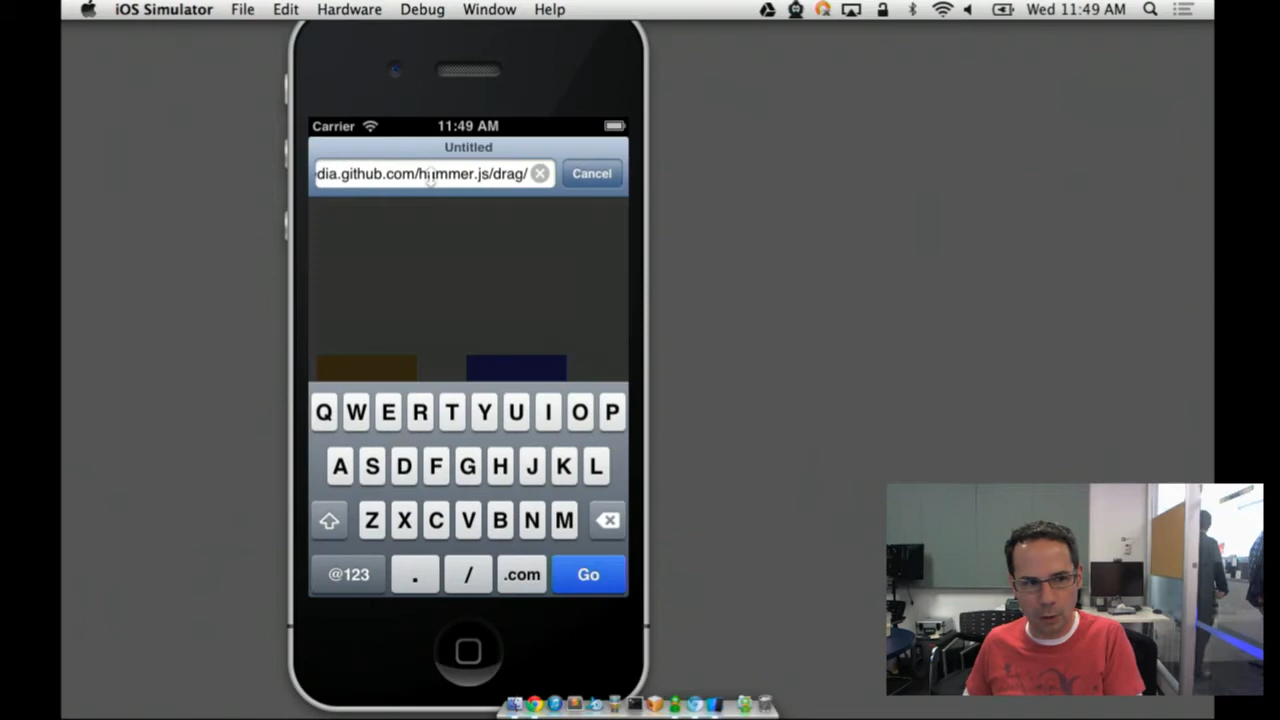 iOS Simulator File Edit Hardware Debug Window Help Wed 11:49 AM
Carrier 11:49 AM
Untitled
dia.github.com/hammer.js/drag/ Cancel
Q W E R T Y U I O P
A S D F G H J K L
Z X C V B N M
@123 . / .com Go